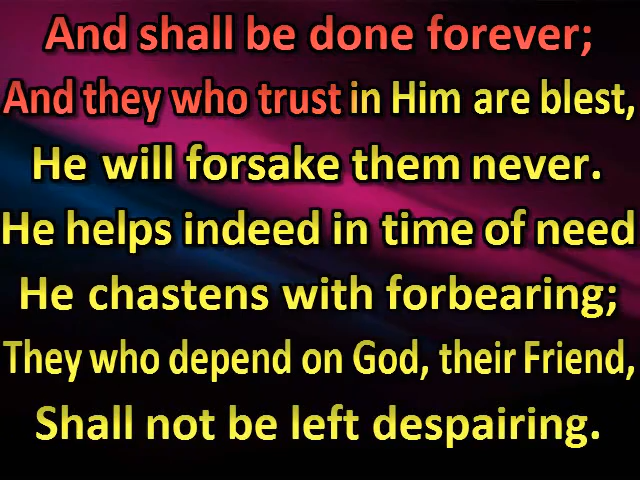 And shall be done forever;
And they who trust in Him are blest,
He will forsake them never.
He helps indeed in time of need
He chastens with forbearing;
They who depend on God, their Friend,
Shall not be left despairing.